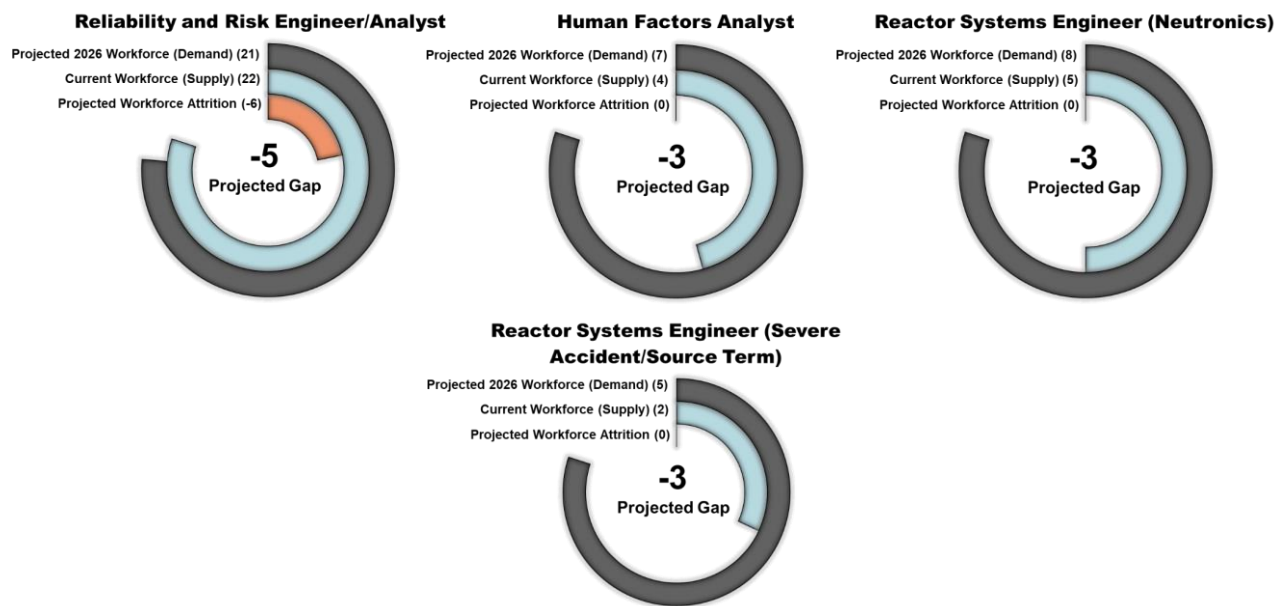 Reliability and Risk Engineer/Analyst
Projected 2026 Workforce (Demand) (21)
Current Workforce (Supply) (22)
Projected Workforce Attrition (-6)
-5
Projected Gap
Human Factors Analyst
Projected 2026 Workforce (Demand) (7)
Current Workforce (Supply) (4)
Projected Workforce Attrition (0)
-3
Projected Gap
Reactor Systems Engineer (Neutronics)
Projected 2026 Workforce (Demand) (8)
Current Workforce (Supply) (5)
Projected Workforce Attrition (0)
-3
Projected Gap
Reactor Systems Engineer (Severe
Accident/Source Term)
Projected 2026 Workforce (Demand) (5)
Current Workforce (Supply) (2)
Projected Workforce Attrition (0)
-3
Projected Gap